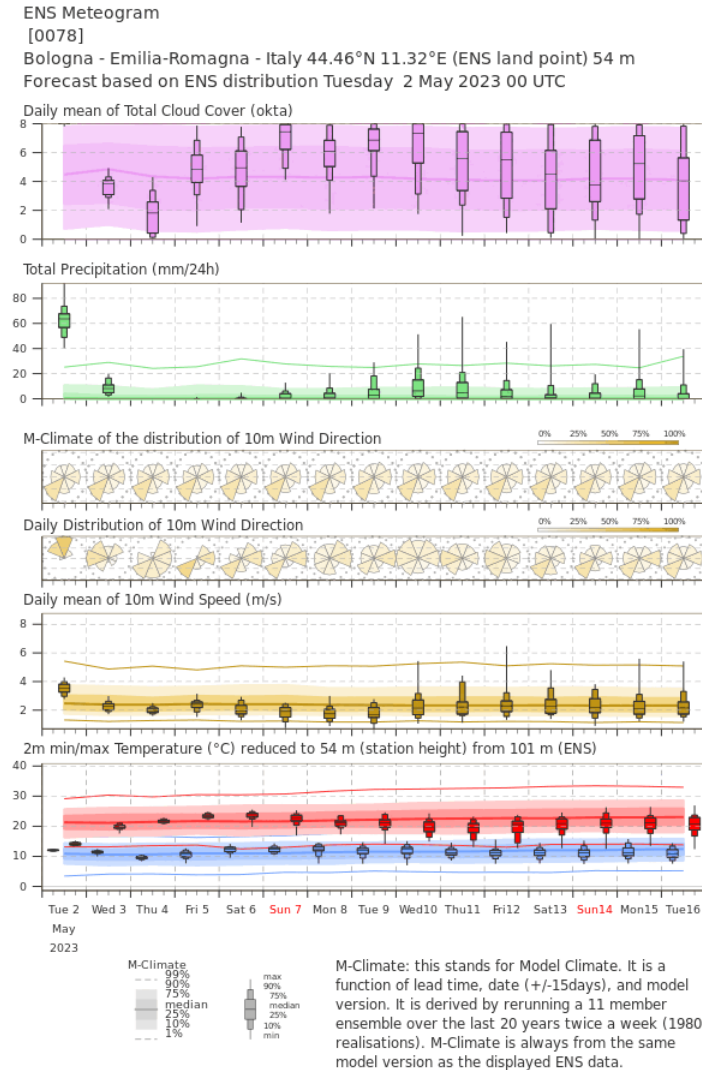 ENS Meteogram
[0078]
Bologna - Emilia-Romagna - Italy 44.46°N 11.32°E (ENS land point) 54 m
Forecast based on ENS distribution Tuesday 2 May 2023 00 UTC
Daily mean of Total Cloud Cover (okta)
8
6
4
2
0
Total Precipitation (mm/24h)
80
60
40
20
0
M-Climate of the distribution of 10m Wind Direction
0% 25% 50% 75% 100%
Daily Distribution of 10m Wind Direction
0% 25% 50% 75% 100%
Daily mean of 10m Wind Speed (m/s)
8
6
4
2
2m min/max Temperature (°C) reduced to 54 m (station height) from 101 m (ENS)
40
30
20
10
0
Tue 2 Wed 3 Thu 4 Fri 5 Sat 6 Sun 7 Mon 8 Tue 9 Wed10 Thu11 Fri12 Sat13 Sun14 Mon15 Tue16
May
2023
M-Climate
99%
90%
75%
median
25%
10%
1%
max
90%
75%
median
25%
10%
min
M-Climate: this stands for Model Climate. It is a
function of lead time, date (+/-15days), and model
version. It is derived by rerunning a 11 member
ensemble over the last 20 years twice a week (1980
realisations). M-Climate is always from the same
model version as the displayed ENS data.